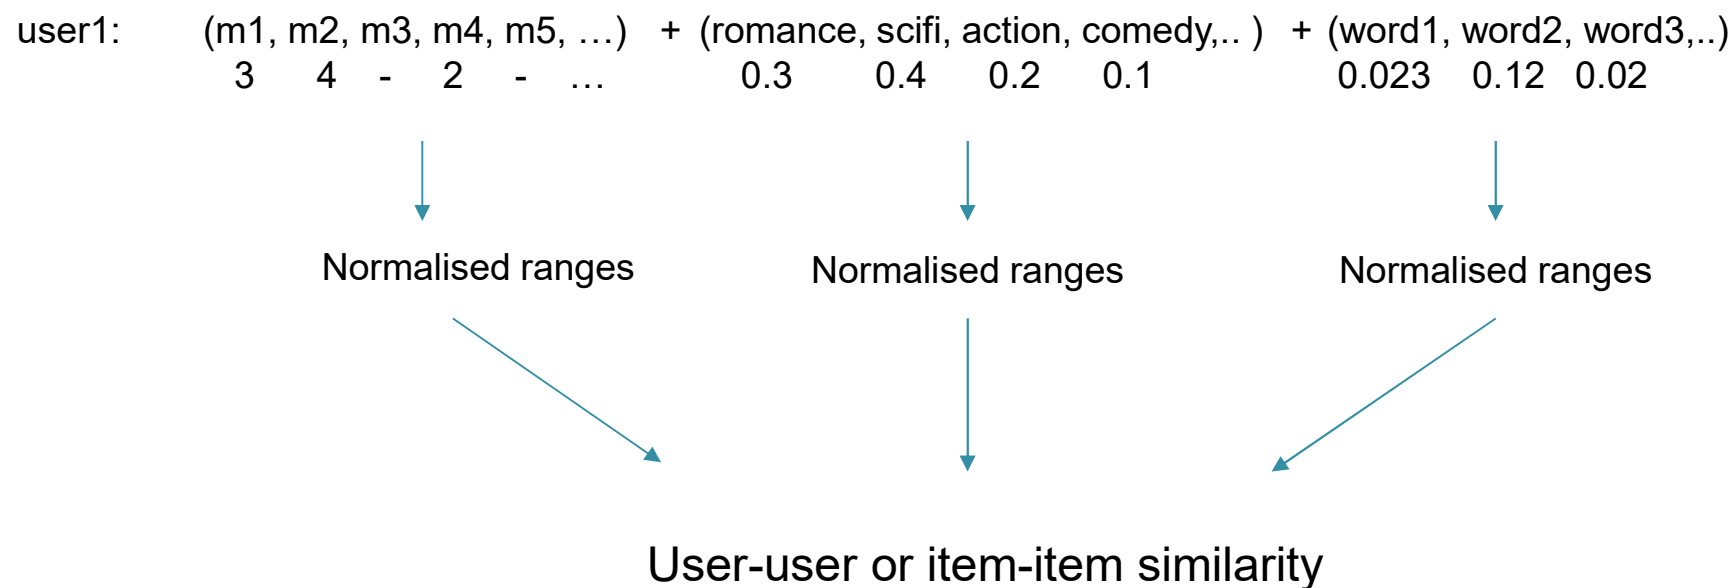 user1: (m1, m2, m3, m4, m5, …) + (romance, scifi, action, comedy,.. ) + (word1, word2, word3,..)
3 4 - 2 - … 0.3 0.4 0.2 0.1 0.023 0.12 0.02
Normalised ranges Normalised ranges Normalised ranges
User-user or item-item similarity